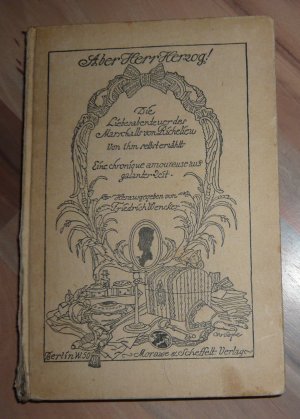 Aber Herr Herzog!
Die
Liebesabenteuer des
Marschalls von Richelieu
von ihm selbst erzählt
Eine chronique amoureuse aus
galanter Zeit.
Herausgegeben von
Friedrich Wencker
Berlin W. 50
Morawe & Scheffelt Verlag